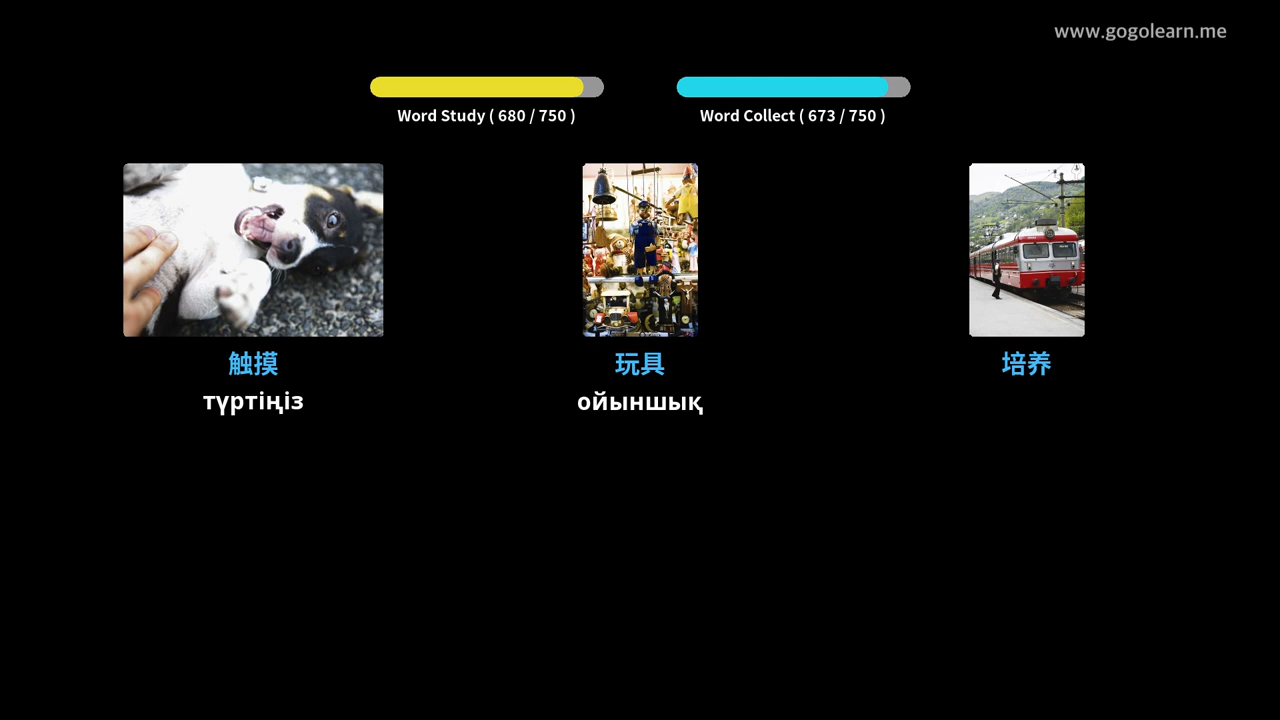 www.gogolearn.me
Word Study ( 680 / 750 )
Word Collect ( 673 / 750 )
触摸
玩具
培养
түртіңіз
ойыншық